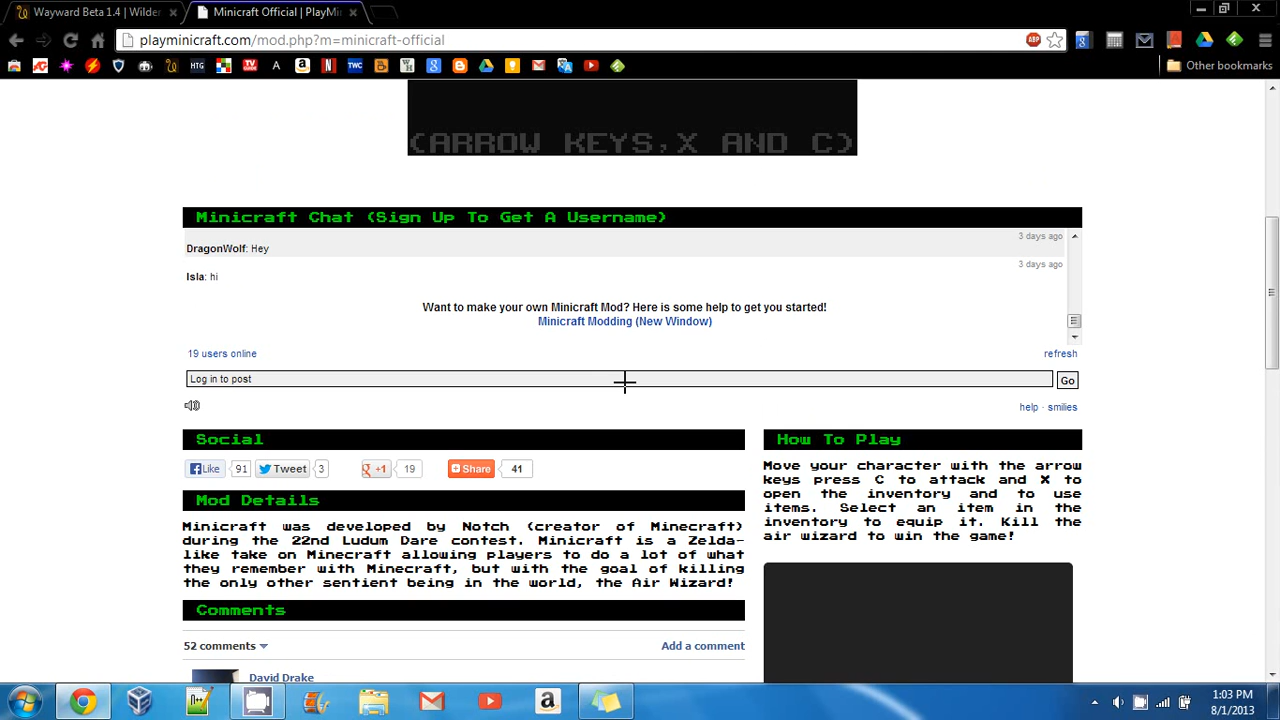 Wayward Beta 1.4 | Wilder
Minicraft Official | PlayMi
playminicraft.com/mod.php?m=minicraft-official
ABP
HTG TV A a N TWC
Other bookmarks
(ARROW KEYS,X AND C)
Minicraft Chat (Sign Up To Get A Username)
3 days ago
DragonWolf: Hey
3 days ago
Isla: hi
Want to make your own Minicraft Mod? Here is some help to get you started!
Minicraft Modding (New Window)
19 users online
refresh
Log in to post
Go
help · smilies
Social
Like 91 Tweet 3 +1 19 Share 41
Mod Details
Minicraft was developed by Notch (creator of Minecraft)
during the 22nd Ludum Dare contest. Minicraft is a Zelda-
like take on Minecraft allowing players to do a lot of what
they remember with Minecraft, but with the goal of killing
the only other sentient being in the world, the Air Wizard!
Comments
52 comments
Add a comment
David Drake
How To Play
Move your character with the arrow
keys press C to attack and X to
open the inventory and to use
items. Select an item in the
inventory to equip it. Kill the
air wizard to win the game!
1:03 PM
8/1/2013